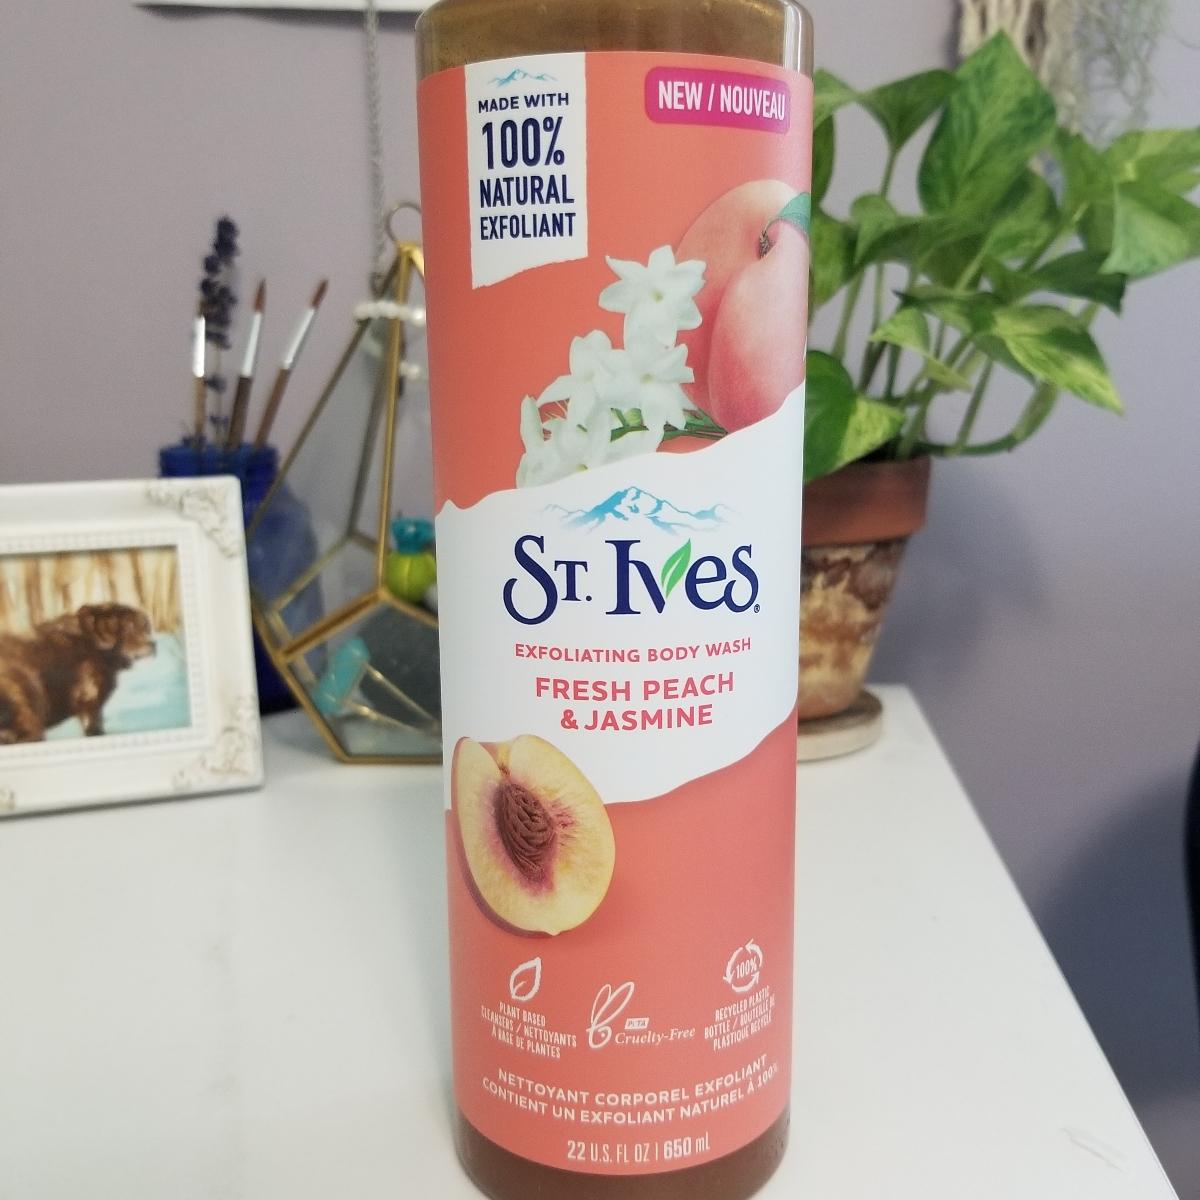 MADE WITH
100%
NATURAL
EXFOLIANT
NEW / NOUVEAU
ST. IVES®
EXFOLIATING BODY WASH
FRESH PEACH
& JASMINE
PLANT BASED
CLEANSERS / NETTOYANTS
À BASE DE PLANTES
PETA
Cruelty-Free
100%
RECYCLED PLASTIC
BOTTLE / BOUTEILLE DE
PLASTIQUE RECYCLÉ
NETTOYANT CORPOREL EXFOLIANT
CONTIENT UN EXFOLIANT NATUREL À 100%
22 U.S. FL OZ | 650 mL